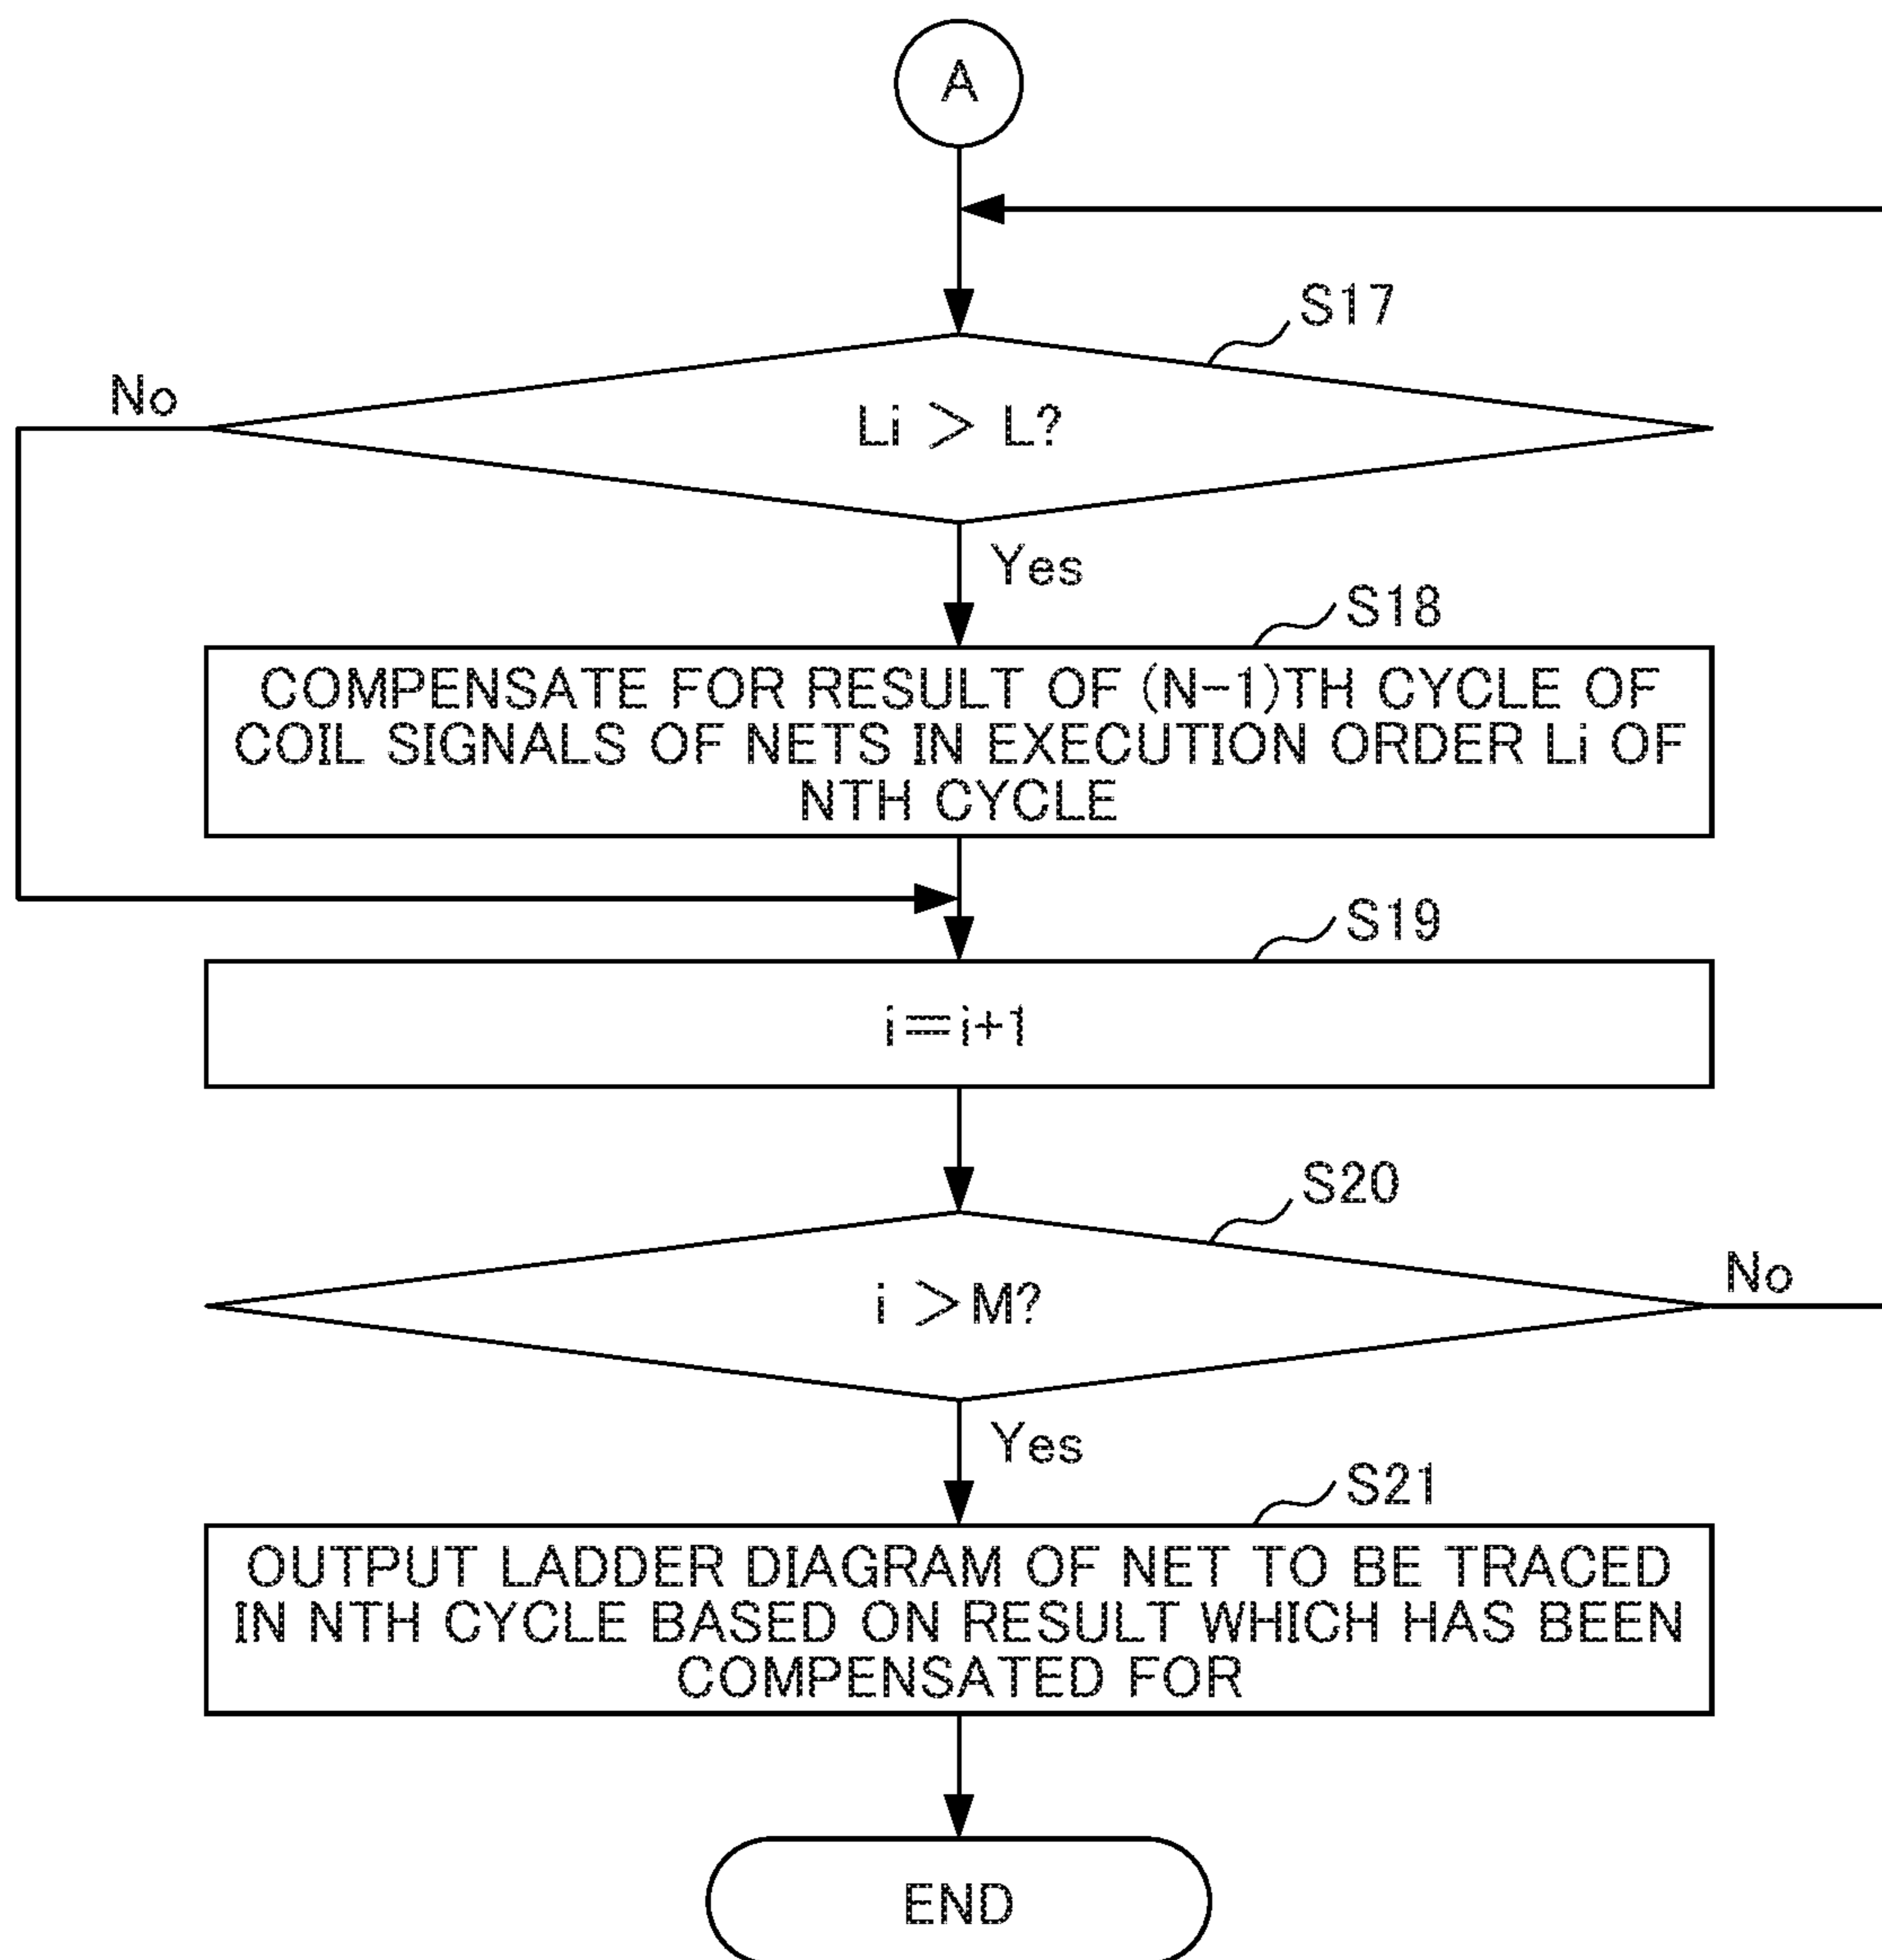 A
S17
No
Li > L?
Yes
S18
COMPENSATE FOR RESULT OF (N-1)TH CYCLE OF
COIL SIGNALS OF NETS IN EXECUTION ORDER Li OF
NTH CYCLE
S19
i=i+1
S20
i >M?
No
Yes
S21
OUTPUT LADDER DIAGRAM OF NET TO BE TRACED
IN NTH CYCLE BASED ON RESULT WHICH HAS BEEN
COMPENSATED FOR
END